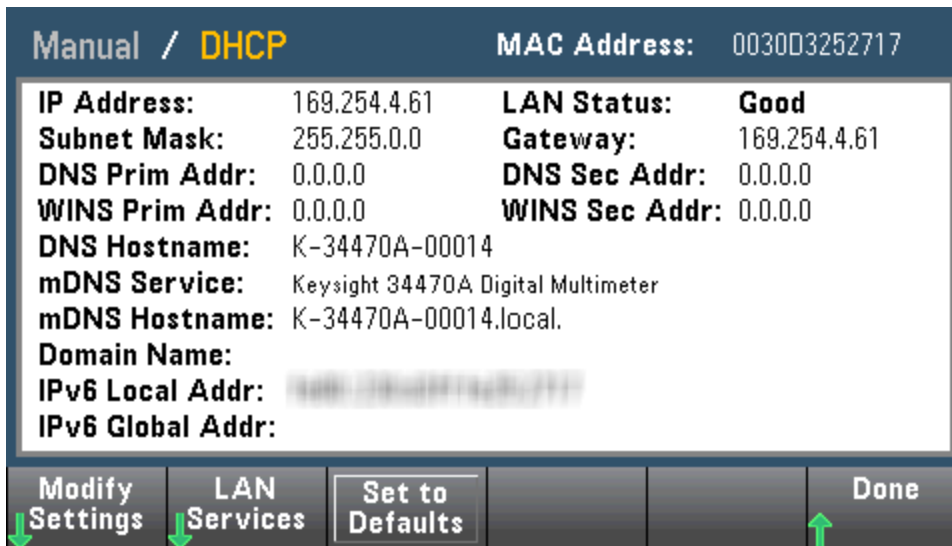 Manual / DHCP MAC Address: 0030D3252717
IP Address: 169.254.4.61 LAN Status: Good
Subnet Mask: 255.255.0.0 Gateway: 169.254.4.61
DNS Prim Addr: 0.0.0.0 DNS Sec Addr: 0.0.0.0
WINS Prim Addr: 0.0.0.0 WINS Sec Addr: 0.0.0.0
DNS Hostname: K-34470A-00014
mDNS Service: Keysight 34470A Digital Multimeter
mDNS Hostname: K-34470A-00014.local.
Domain Name:
IPv6 Local Addr:
IPv6 Global Addr:
Modify Settings LAN Services Set to Defaults Done